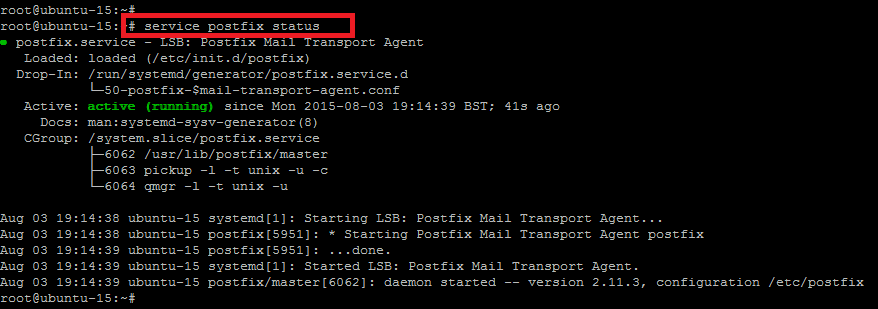 root@ubuntu-15:~#
root@ubuntu-15:~# service postfix status
● postfix.service - LSB: Postfix Mail Transport Agent
   Loaded: loaded (/etc/init.d/postfix)
  Drop-In: /run/systemd/generator/postfix.service.d
           └─50-postfix-$mail-transport-agent.conf
   Active: active (running) since Mon 2015-08-03 19:14:39 BST; 41s ago
     Docs: man:systemd-sysv-generator(8)
   CGroup: /system.slice/postfix.service
           ├─6062 /usr/lib/postfix/master
           ├─6063 pickup -l -t unix -u -c
           └─6064 qmgr -l -t unix -u

Aug 03 19:14:38 ubuntu-15 systemd[1]: Starting LSB: Postfix Mail Transport Agent...
Aug 03 19:14:38 ubuntu-15 postfix[5951]: * Starting Postfix Mail Transport Agent postfix
Aug 03 19:14:39 ubuntu-15 postfix[5951]: ...done.
Aug 03 19:14:39 ubuntu-15 systemd[1]: Started LSB: Postfix Mail Transport Agent.
Aug 03 19:14:39 ubuntu-15 postfix/master[6062]: daemon started -- version 2.11.3, configuration /etc/postfix
root@ubuntu-15:~#